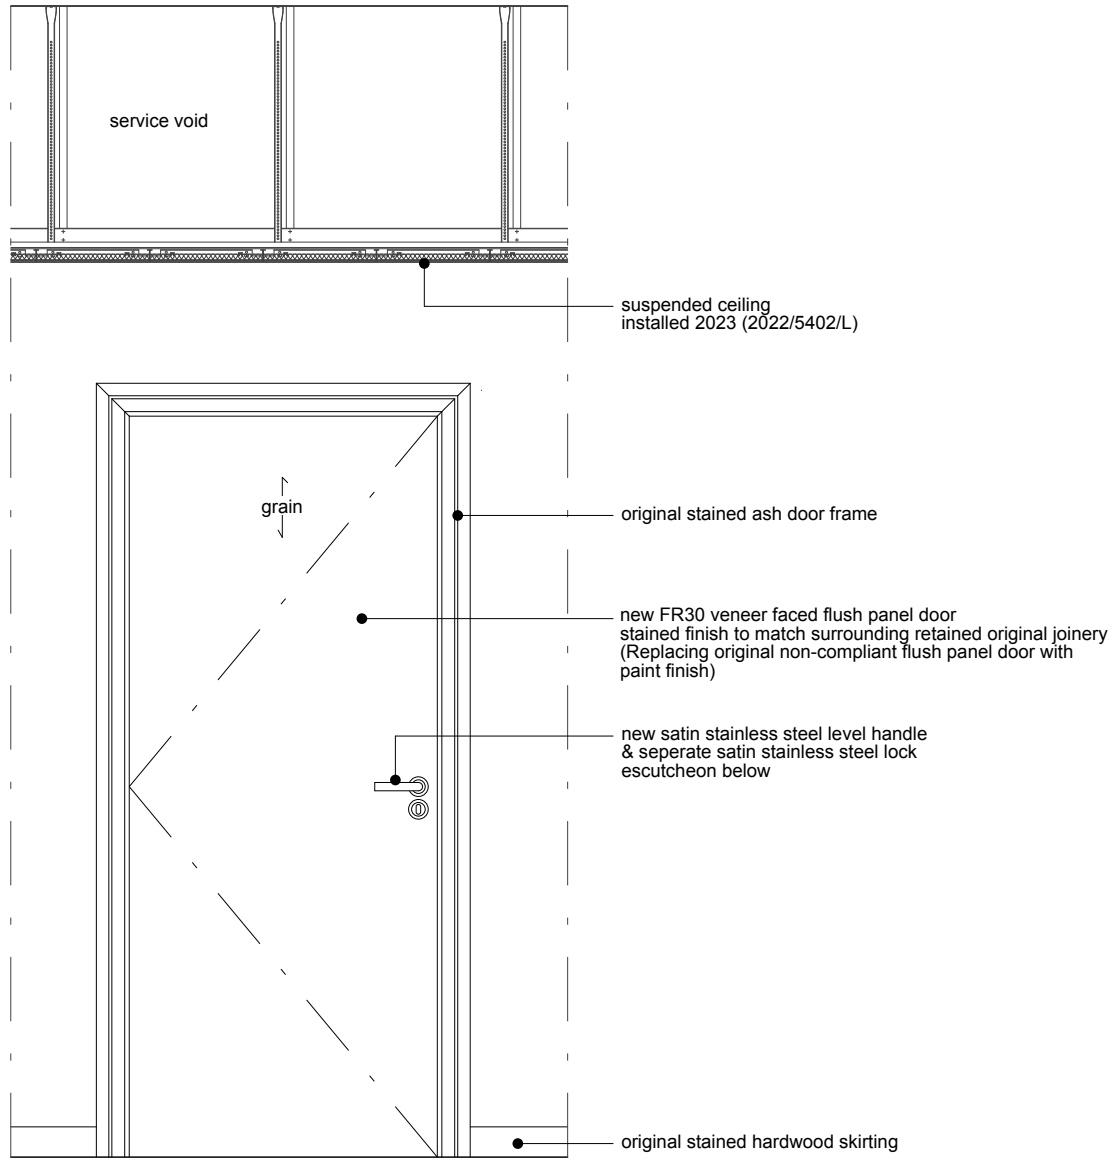 service void
suspended ceiling
installed 2023 (2022/5402/L)
grain
original stained ash door frame
new FR30 veneer faced flush panel door
stained finish to match surrounding retained original joinery
(Replacing original non-compliant flush panel door with
paint finish)
new satin stainless steel level handle
& seperate satin stainless steel lock
escutcheon below
original stained hardwood skirting